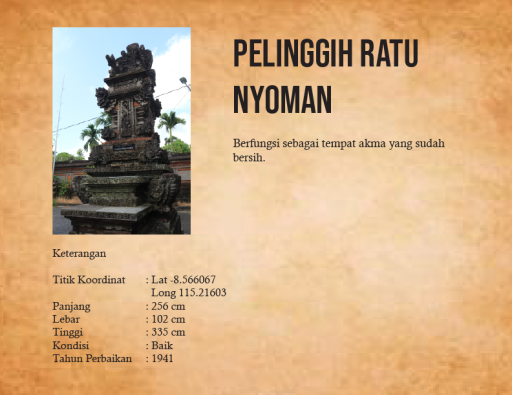 PELINGGIH RATU
NYOMAN
Berfungsi sebagai tempat akma yang sudah
bersih.
Keterangan
Titik Koordinat : Lat -8.566067
Long 115.21603
Panjang : 256 cm
Lebar : 102 cm
Tinggi : 335 cm
Kondisi : Baik
Tahun Perbaikan : 1941